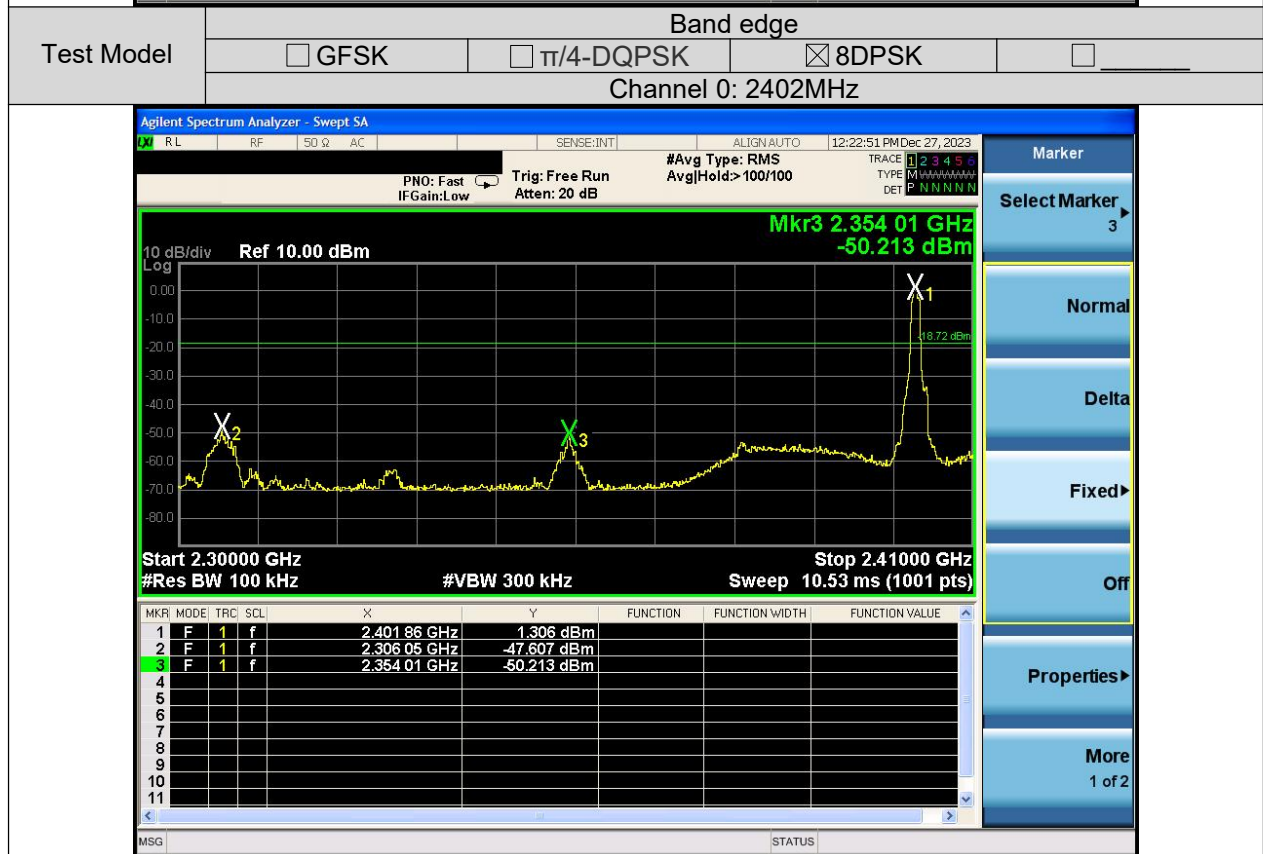 Test Model
Band edge
☐ GFSK ☐ π/4-DQPSK ☒ 8DPSK ☐ ______
Channel 0: 2402MHz
Agilent Spectrum Analyzer - Swept SA
LXI RL RF 50 Ω AC SENSE:INT ALIGN AUTO 12:22:51 PM Dec 27, 2023
#Avg Type: RMS TRACE 1 2 3 4 5 6
PNO: Fast Trig: Free Run Avg|Hold:>100/100 TYPE M
IFGain:Low Atten: 20 dB DET P N N N N N
Mkr3 2.354 01 GHz
-50.213 dBm
10 dB/div Ref 10.00 dBm
Log
0.00
-10.0
-20.0
-30.0
-40.0
-50.0
-60.0
-70.0
-80.0
1
-18.72 dBm
2
3
Start 2.30000 GHz Stop 2.41000 GHz
#Res BW 100 kHz #VBW 300 kHz Sweep 10.53 ms (1001 pts)
MKR MODE TRC SCL X Y FUNCTION FUNCTION WIDTH FUNCTION VALUE
1 F 1 f 2.401 86 GHz 1.306 dBm
2 F 1 f 2.306 05 GHz -47.607 dBm
3 F 1 f 2.354 01 GHz -50.213 dBm
4
5
6
7
8
9
10
11
MSG STATUS
Marker
Select Marker
3
Normal
Delta
Fixed
Off
Properties
More
1 of 2